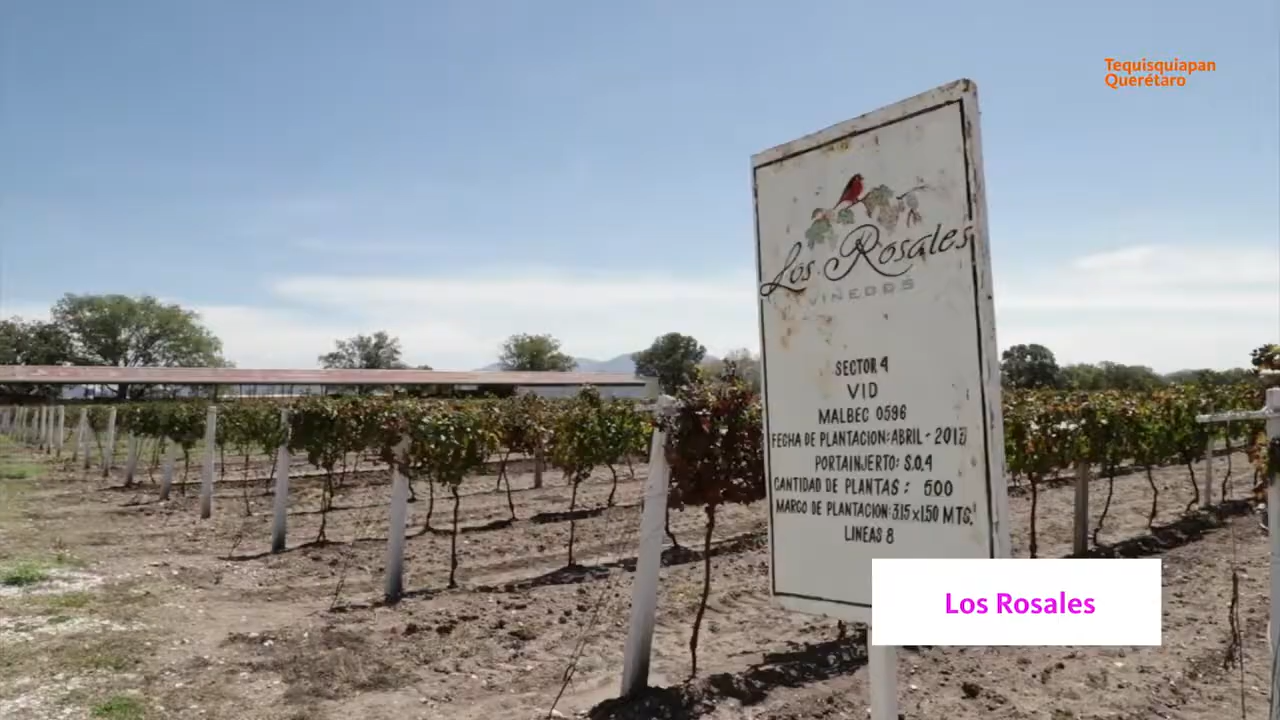 Tequisquiapan
Querétaro
Los Rosales
VIÑEDOS
SECTOR 4
VID
MALBEC 0596
FECHA DE PLANTACION: ABRIL - 2013
PORTAINJERTO: S.O.4
CANTIDAD DE PLANTAS: 500
MARCO DE PLANTACION: 3.15 x 1.50 MTS.
LINEAS 8
Los Rosales